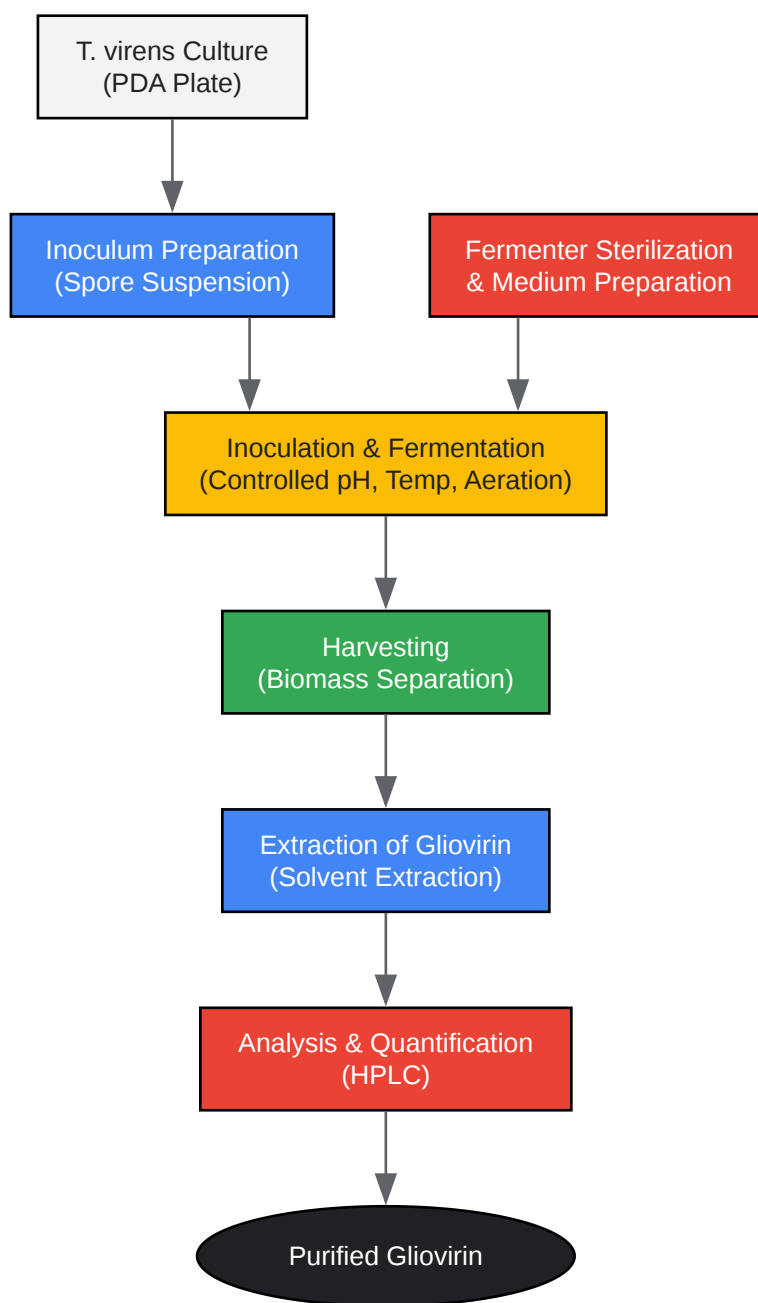 T. virens Culture
(PDA Plate)
Inoculum Preparation
(Spore Suspension)
Fermenter Sterilization
& Medium Preparation
Inoculation & Fermentation
(Controlled pH, Temp, Aeration)
Harvesting
(Biomass Separation)
Extraction of Gliovirin
(Solvent Extraction)
Analysis & Quantification
(HPLC)
Purified Gliovirin